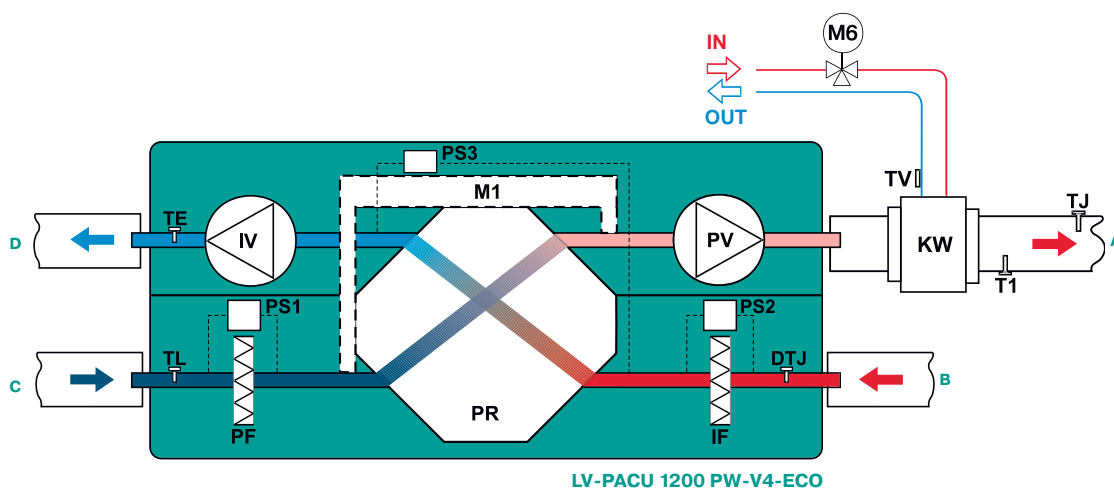 M6
IN
OUT
PS3
M1
TV
TJ
TE
IV
PV
KW
D
A
T1
PS1
PS2
TL
DTJ
C
B
PR
PF
IF
LV-PACU 1200 PW-V4-ECO